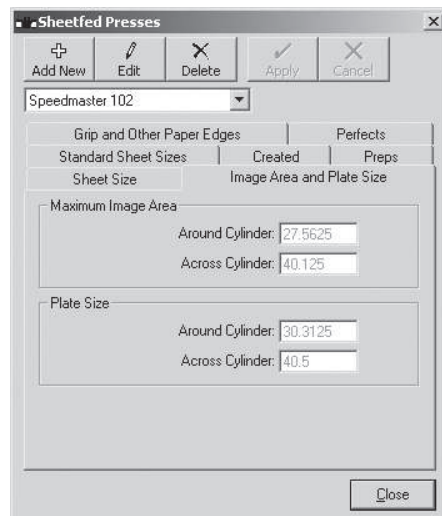 Sheetfed Presses
Add New Edit Delete Apply Cancel
Speedmaster 102
Grip and Other Paper Edges Perfects
Standard Sheet Sizes Created Preps
Sheet Size Image Area and Plate Size
Maximum Image Area
Around Cylinder: 27.5625
Across Cylinder: 40.125
Plate Size
Around Cylinder: 30.3125
Across Cylinder: 40.5
Close